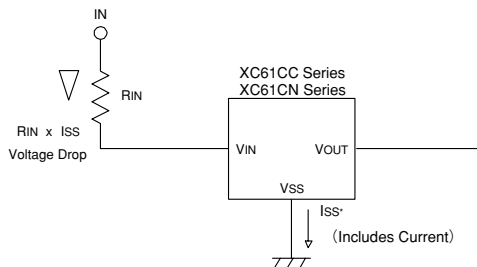 IN
XC61CC Series
XC61CN Series
RIN
RIN x ISS
Voltage Drop
VIN
VOUT
VSS
ISS*
(Includes Current)